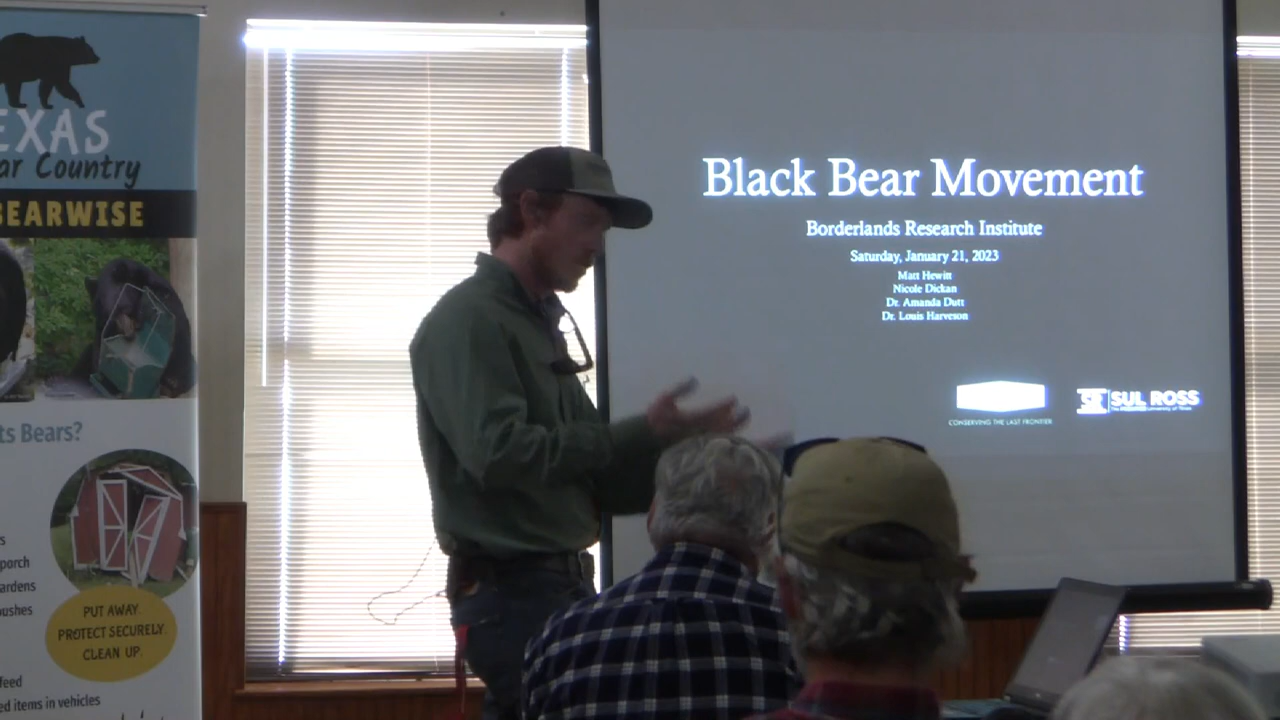 EXAS
ar Country
BEARWISE
ts Bears?
s
porch
ardens
oushes
PUT AWAY.
PROTECT SECURELY.
CLEAN UP.
feed
ed items in vehicles
Black Bear Movement
Borderlands Research Institute
Saturday, January 21, 2023
Matt Hewitt
Nicole Dickan
Dr. Amanda Dutt
Dr. Louis Harveson
CONSERVING THE LAST FRONTIER
SUL ROSS